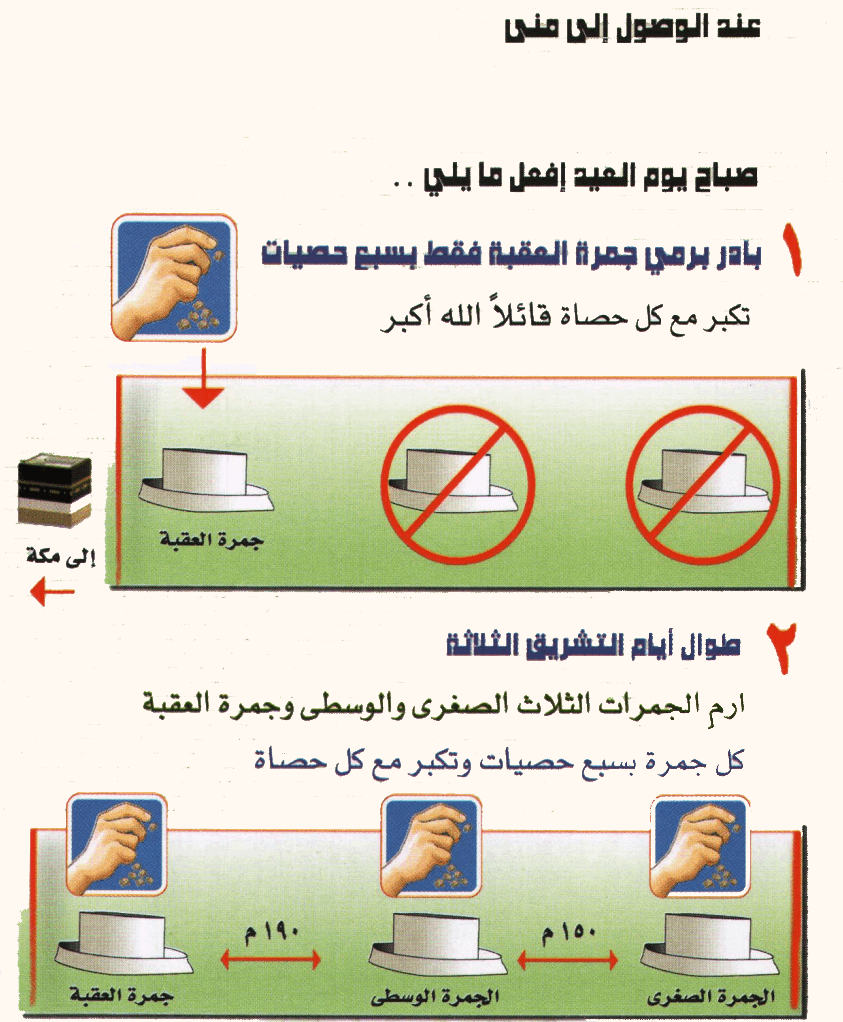 عند الوصول إلى منى
صباح يوم العيد إفعل ما يلي ..
١ بادر برمي جمرة العقبة فقط بسبع حصيات
تكبر مع كل حصاة قائلاً الله أكبر
جمرة العقبة
إلى مكة
٢ طوال أيام التشريق الثلاثة
ارمِ الجمرات الثلاث الصغرى والوسطى وجمرة العقبة
كل جمرة بسبع حصيات وتكبر مع كل حصاة
١٥٠ م
١٩٠ م
الجمرة الصغرى
الجمرة الوسطى
جمرة العقبة